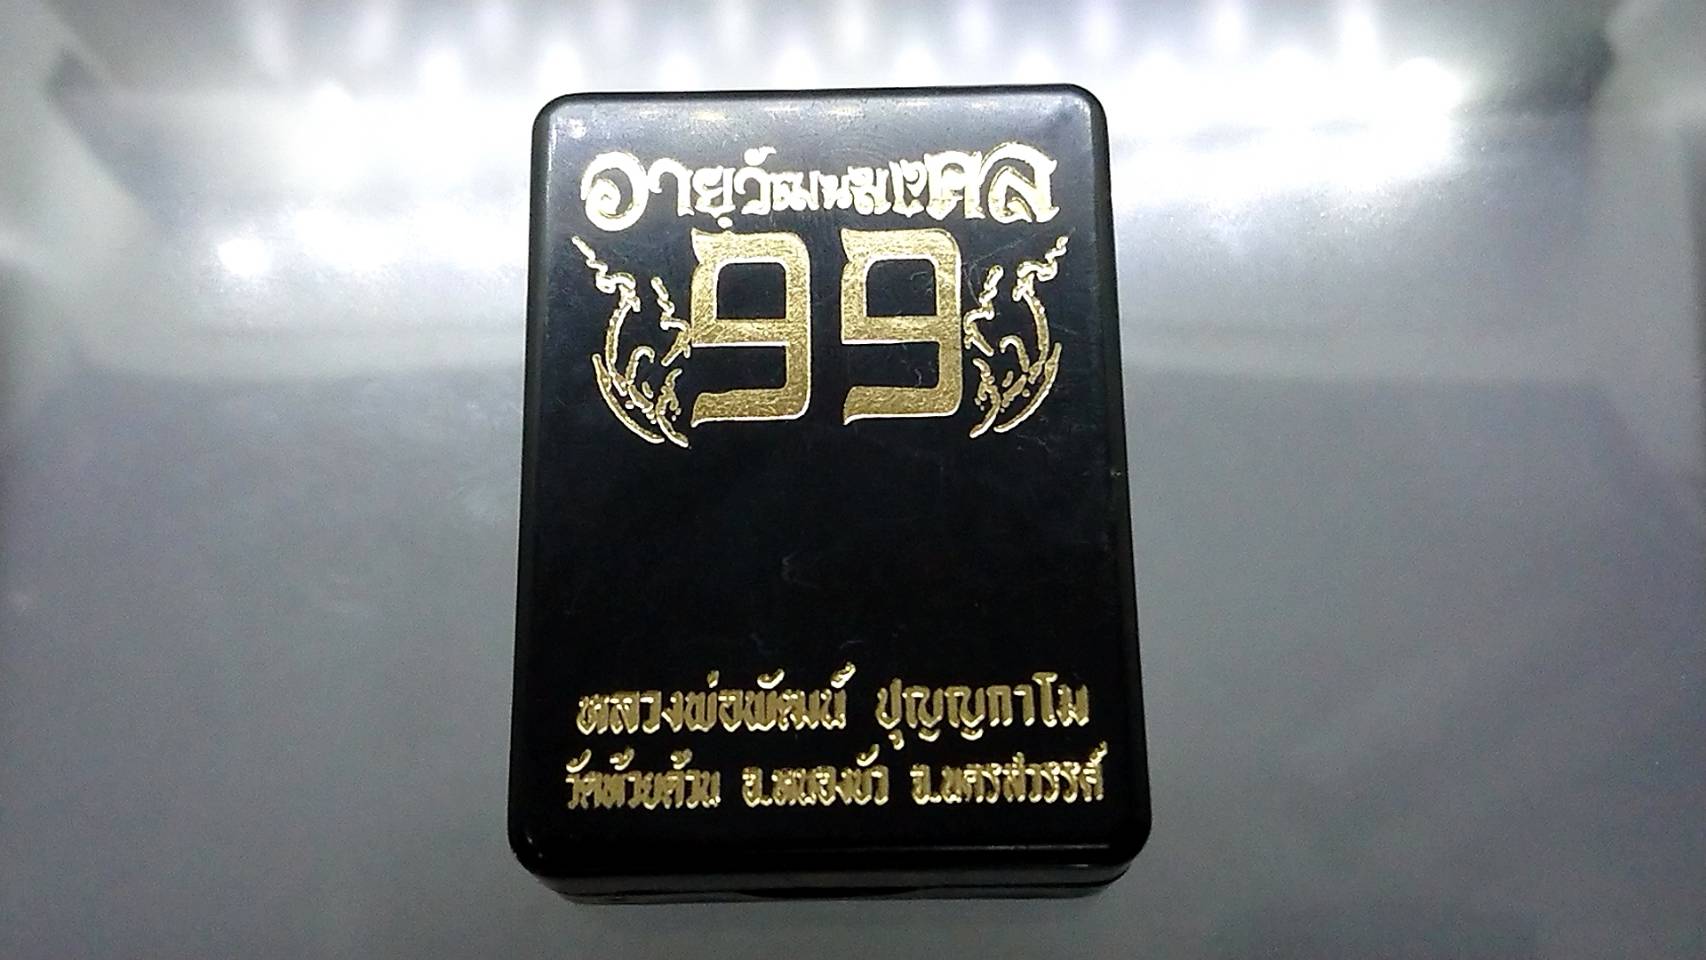 อายุวัฒนมงคล
99
หลวงพ่อพัฒน์ ปุญญกาโม
วัดห้วยด้วน อ.หนองบัว จ.นครสวรรค์